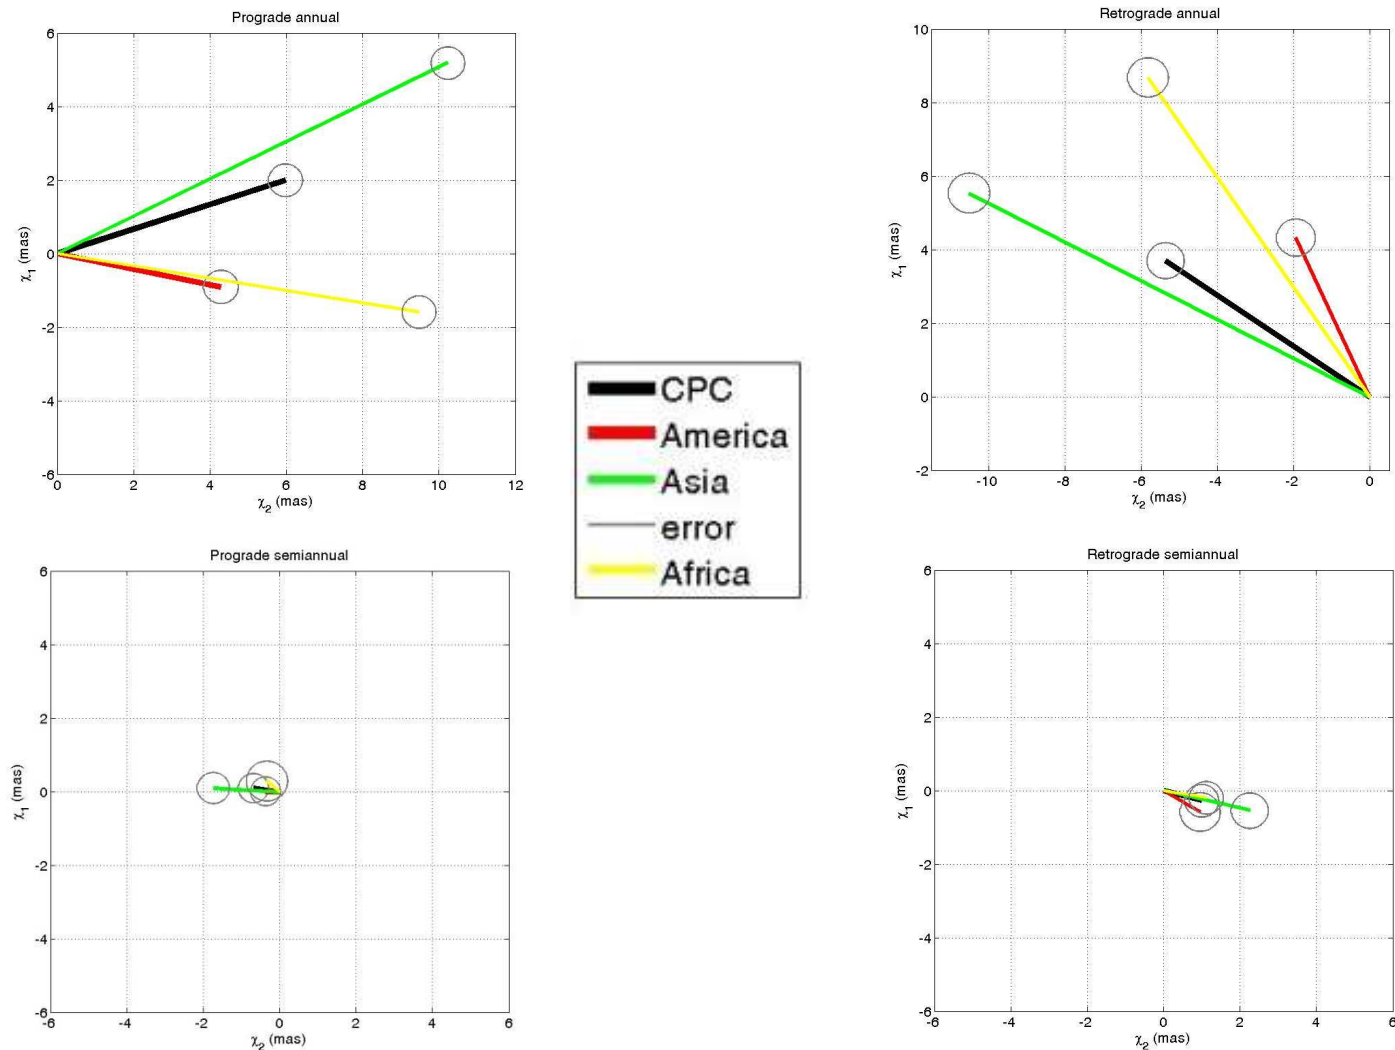 Prograde annual
6
4
2
0
-2
-4
-6
0 2 4 6 8 10 12
χ1 (mas)
χ2 (mas)
Retrograde annual
10
8
6
4
2
0
-2
-10 -8 -6 -4 -2 0
χ1 (mas)
χ2 (mas)
CPC
America
Asia
error
Africa
Prograde semiannual
6
4
2
0
-2
-4
-6
-6 -4 -2 0 2 4 6
χ1 (mas)
χ2 (mas)
Retrograde semiannual
6
4
2
0
-2
-4
-6
-6 -4 -2 0 2 4 6
χ1 (mas)
χ2 (mas)